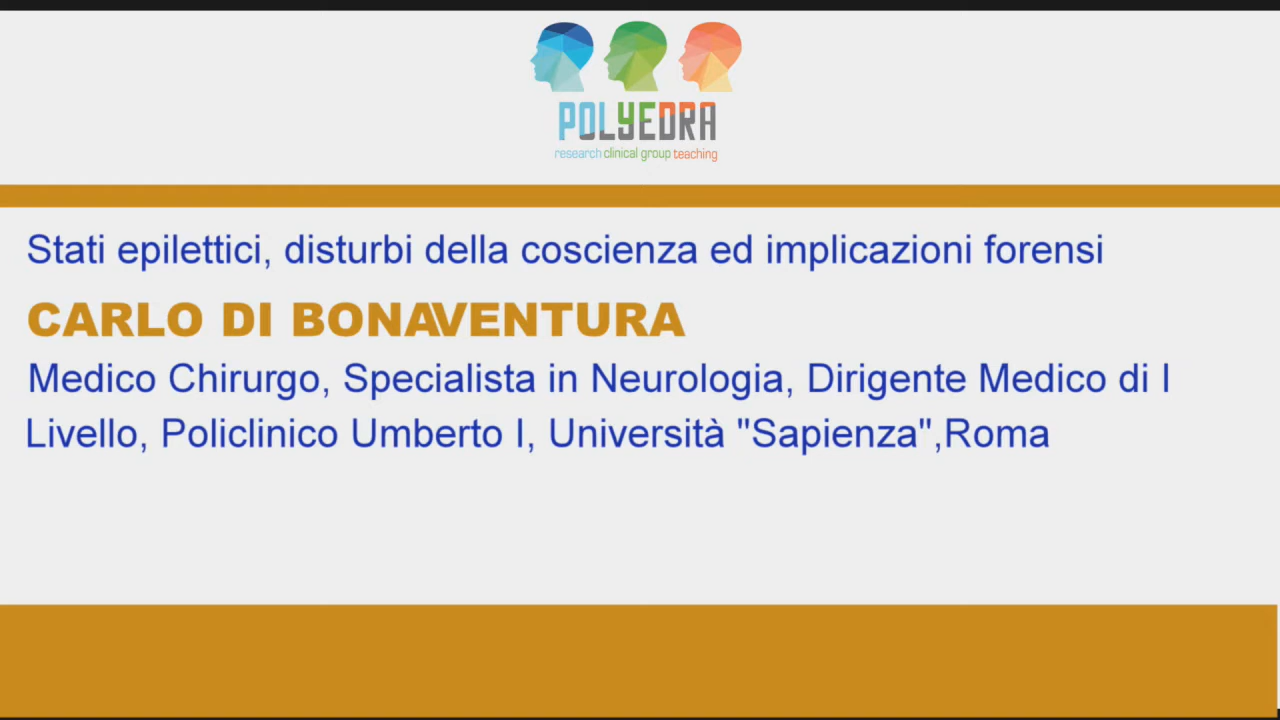 POLYEDRA
research clinical group teaching
Stati epilettici, disturbi della coscienza ed implicazioni forensi
CARLO DI BONAVENTURA
Medico Chirurgo, Specialista in Neurologia, Dirigente Medico di I
Livello, Policlinico Umberto I, Università "Sapienza",Roma